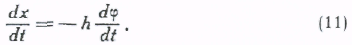 dx/dt = −h dφ/dt . (11)